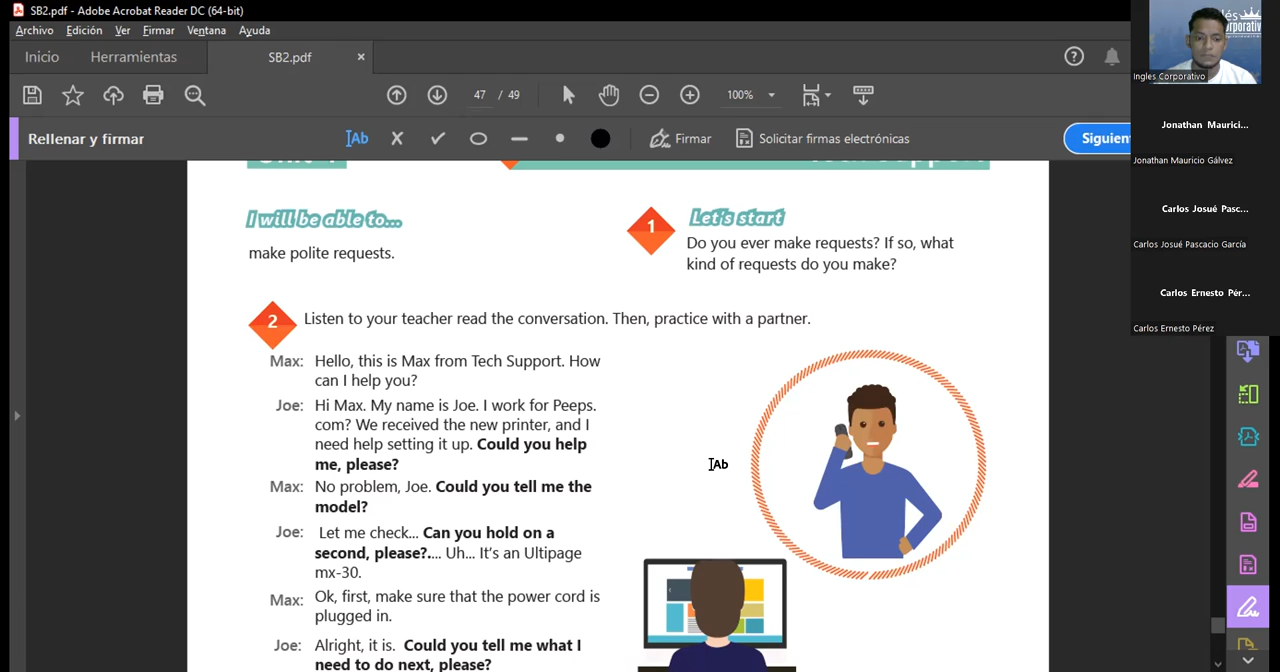 SB2.pdf - Adobe Acrobat Reader DC (64-bit)
Archivo Edición Ver Firmar Ventana Ayuda
Inicio Herramientas SB2.pdf ×
47 / 49 100%
Rellenar y firmar Ab Firmar Solicitar firmas electrónicas Siguien
Tech Support
I will be able to...
make polite requests.
1 Let's start
Do you ever make requests? If so, what
kind of requests do you make?
2 Listen to your teacher read the conversation. Then, practice with a partner.
Max: Hello, this is Max from Tech Support. How
can I help you?
Joe: Hi Max. My name is Joe. I work for Peeps.
com? We received the new printer, and I
need help setting it up. Could you help
me, please?
Max: No problem, Joe. Could you tell me the
model?
Joe: Let me check... Can you hold on a
second, please?.... Uh... It's an Ultipage
mx-30.
Max: Ok, first, make sure that the power cord is
plugged in.
Joe: Alright, it is. Could you tell me what I
need to do next, please?
Ab
Ingles Corporativo
Jonathan Maurici...
Jonathan Mauricio Gálvez
Carlos Josué Pasc...
Carlos Josué Pascacio García
Carlos Ernesto Pér...
Carlos Ernesto Pérez